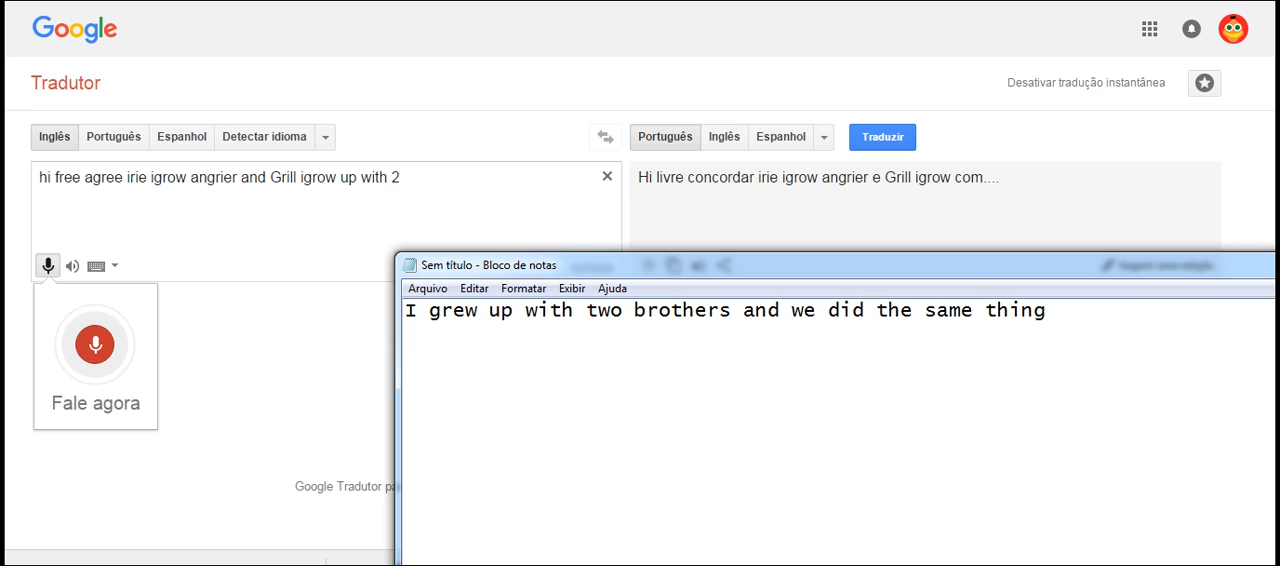 Google
Tradutor
Desativar tradução instantânea
Inglês Português Espanhol Detectar idioma
Português Inglês Espanhol Traduzir
hi free agree irie igrow angrier and Grill igrow up with 2
Hi livre concordar irie igrow angrier e Grill igrow com....
Sem título - Bloco de notas
Arquivo Editar Formatar Exibir Ajuda
I grew up with two brothers and we did the same thing
Fale agora
Google Tradutor pa